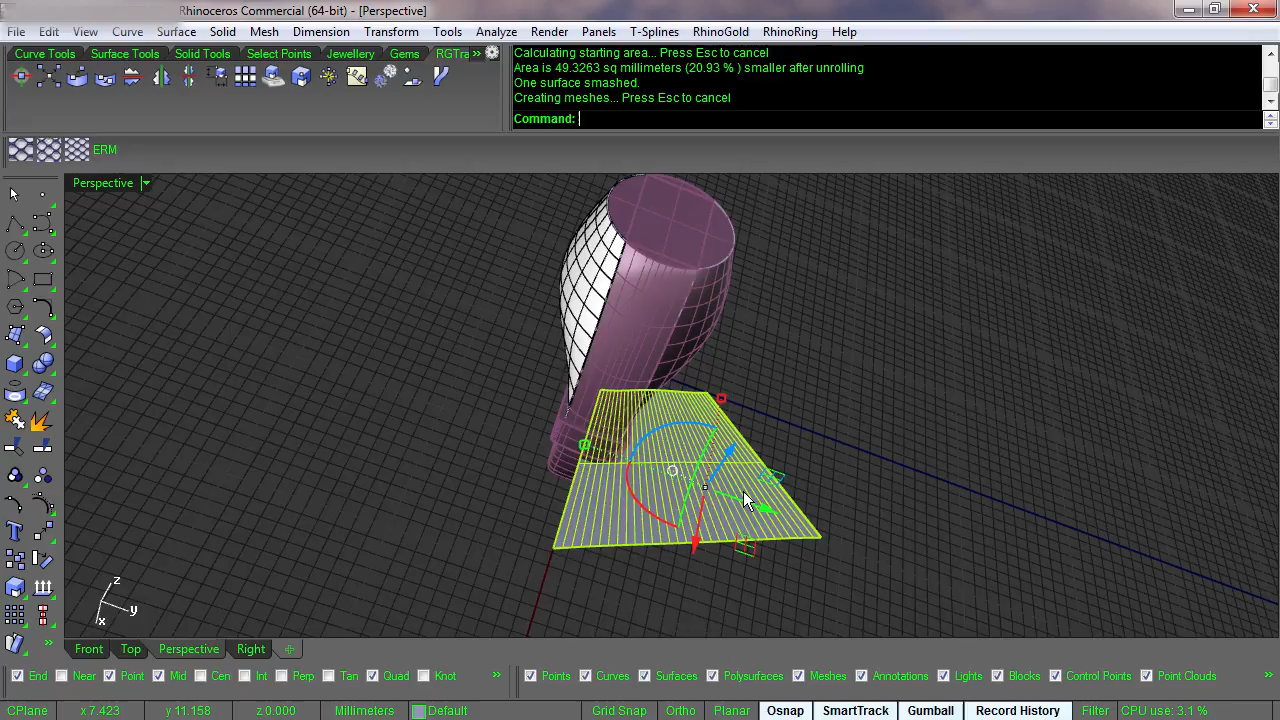 Rhinoceros Commercial (64-bit) - [Perspective]
File Edit View Curve Surface Solid Mesh Dimension Transform Tools Analyze Render Panels T-Splines RhinoGold RhinoRing Help
Curve Tools Surface Tools Solid Tools Select Points Jewellery Gems RGTra »
Calculating starting area... Press Esc to cancel
Area is 49.3263 sq millimeters (20.93 % ) smaller after unrolling
One surface smashed.
Creating meshes... Press Esc to cancel
Command:
ERM
Perspective
z
y
x
Front Top Perspective Right
End Near Point Mid Cen Int Perp Tan Quad Knot » Points Curves Surfaces Polysurfaces Meshes Annotations Lights Blocks Control Points Point Clouds »
CPlane x 7.423 y 11.158 z 0.000 Millimeters Default Grid Snap Ortho Planar Osnap SmartTrack Gumball Record History Filter CPU use: 3.1 %